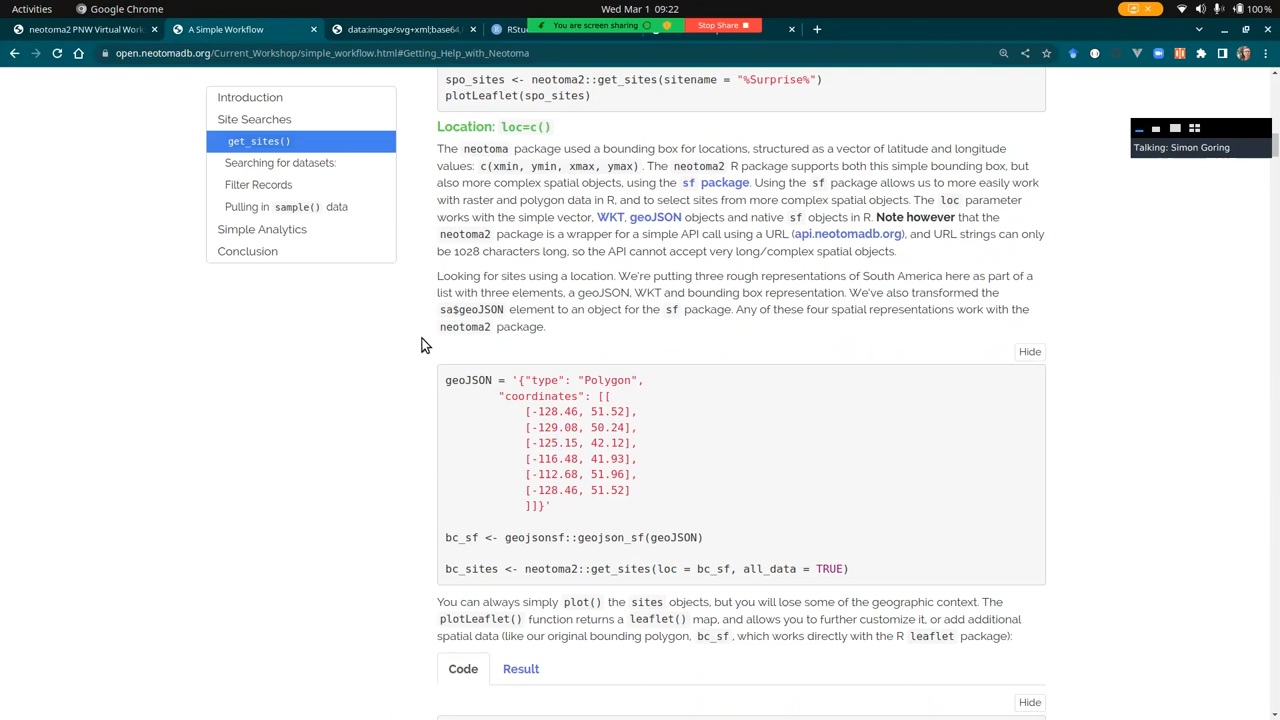 Activities
Google Chrome
Wed Mar 1 09:22
100 %
neotoma2 PNW Virtual Work
A Simple Workflow
data:image/svg+xml;base64,
RStu
You are screen sharing
Stop Share
open.neotomadb.org/Current_Workshop/simple_workflow.html#Getting_Help_with_Neotoma
spo_sites <- neotoma2::get_sites(sitename = "%Surprise%")
plotLeaflet(spo_sites)
Introduction
Site Searches
get_sites()
Searching for datasets:
Filter Records
Pulling in sample() data
Simple Analytics
Conclusion
Talking: Simon Goring
Location: loc=c()
The neotoma package used a bounding box for locations, structured as a vector of latitude and longitude
values: c(xmin, ymin, xmax, ymax). The neotoma2 R package supports both this simple bounding box, but
also more complex spatial objects, using the sf package. Using the sf package allows us to more easily work
with raster and polygon data in R, and to select sites from more complex spatial objects. The loc parameter
works with the simple vector, WKT, geoJSON objects and native sf objects in R. Note however that the
neotoma2 package is a wrapper for a simple API call using a URL (api.neotomadb.org), and URL strings can only
be 1028 characters long, so the API cannot accept very long/complex spatial objects.
Looking for sites using a location. We're putting three rough representations of South America here as part of a
list with three elements, a geoJSON, WKT and bounding box representation. We've also transformed the
sa$geoJSON element to an object for the sf package. Any of these four spatial representations work with the
neotoma2 package.
Hide
geoJSON = '{"type": "Polygon",
"coordinates": [[
[-128.46, 51.52],
[-129.08, 50.24],
[-125.15, 42.12],
[-116.48, 41.93],
[-112.68, 51.96],
[-128.46, 51.52]
]]}'
bc_sf <- geojsonsf::geojson_sf(geoJSON)
bc_sites <- neotoma2::get_sites(loc = bc_sf, all_data = TRUE)
You can always simply plot() the sites objects, but you will lose some of the geographic context. The
plotLeaflet() function returns a leaflet() map, and allows you to further customize it, or add additional
spatial data (like our original bounding polygon, bc_sf, which works directly with the R leaflet package):
Code
Result
Hide